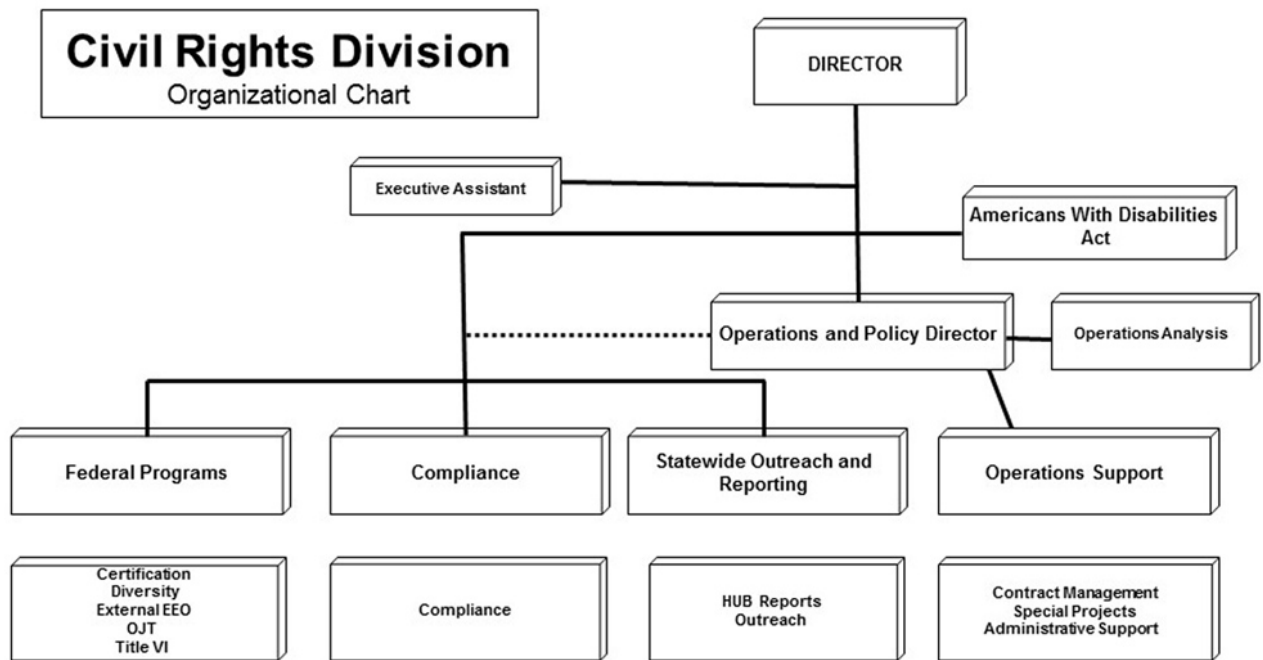 Civil Rights Division
Organizational Chart
DIRECTOR
Executive Assistant
Americans With Disabilities
Act
Operations and Policy Director
Operations Analysis
Federal Programs
Compliance
Statewide Outreach and
Reporting
Operations Support
Certification
Diversity
External EEO
OJT
Title VI
Compliance
HUB Reports
Outreach
Contract Management
Special Projects
Administrative Support